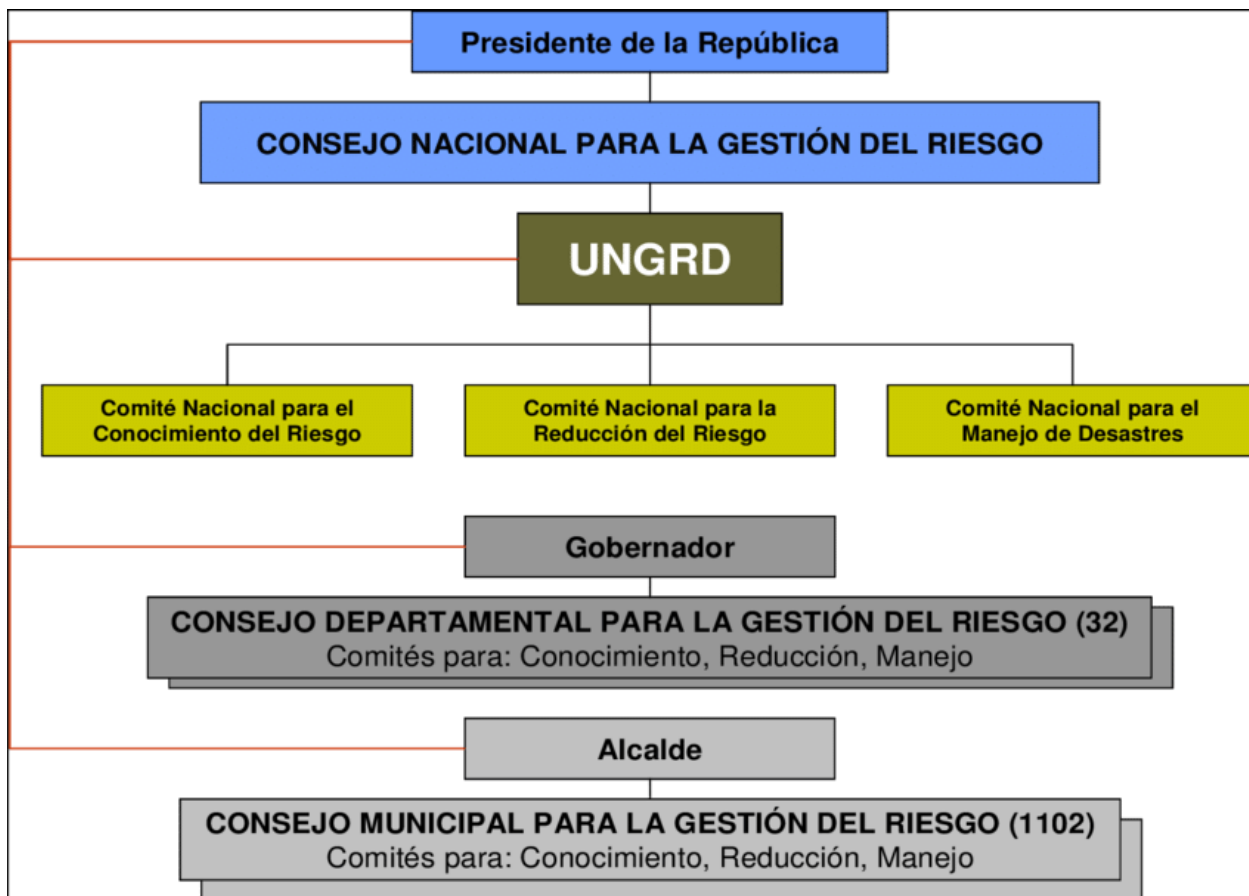 Presidente de la República
CONSEJO NACIONAL PARA LA GESTIÓN DEL RIESGO
UNGRD
Comité Nacional para el
Conocimiento del Riesgo
Comité Nacional para la
Reducción del Riesgo
Comité Nacional para el
Manejo de Desastres
Gobernador
CONSEJO DEPARTAMENTAL PARA LA GESTIÓN DEL RIESGO (32)
Comités para: Conocimiento, Reducción, Manejo
Alcalde
CONSEJO MUNICIPAL PARA LA GESTIÓN DEL RIESGO (1102)
Comités para: Conocimiento, Reducción, Manejo